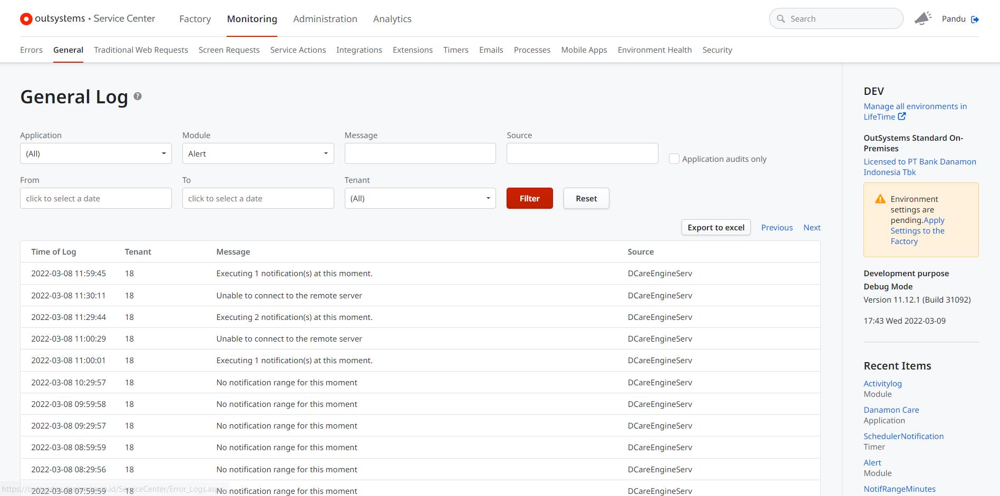 outsystems • Service Center
Factory
Monitoring
Administration
Analytics
Search
Pandu
Errors
General
Traditional Web Requests
Screen Requests
Service Actions
Integrations
Extensions
Timers
Emails
Processes
Mobile Apps
Environment Health
Security
General Log ?
Application
Module
Message
Source
(All)
Alert
Application audits only
From
To
Tenant
click to select a date
click to select a date
(All)
Filter
Reset
Export to excel
Previous
Next
Time of Log Tenant Message Source
2022-03-08 11:59:45 18 Executing 1 notification(s) at this moment. DCareEngineServ
2022-03-08 11:30:11 18 Unable to connect to the remote server DCareEngineServ
2022-03-08 11:29:44 18 Executing 2 notification(s) at this moment. DCareEngineServ
2022-03-08 11:00:29 18 Unable to connect to the remote server DCareEngineServ
2022-03-08 11:00:01 18 Executing 1 notification(s) at this moment. DCareEngineServ
2022-03-08 10:29:57 18 No notification range for this moment DCareEngineServ
2022-03-08 09:59:58 18 No notification range for this moment DCareEngineServ
2022-03-08 09:29:57 18 No notification range for this moment DCareEngineServ
2022-03-08 08:59:59 18 No notification range for this moment DCareEngineServ
2022-03-08 08:29:56 18 No notification range for this moment DCareEngineServ
2022-03-08 07:59:59 18 No notification range for this moment DCareEngineServ
DEV
Manage all environments in
LifeTime
OutSystems Standard On-
Premises
Licensed to PT Bank Danamon
Indonesia Tbk
Environment
settings are
pending.Apply
Settings to the
Factory
Development purpose
Debug Mode
Version 11.12.1 (Build 31092)
17:43 Wed 2022-03-09
Recent Items
Activitylog
Module
Danamon Care
Application
SchedulerNotification
Timer
Alert
Module
NotifRangeMinutes